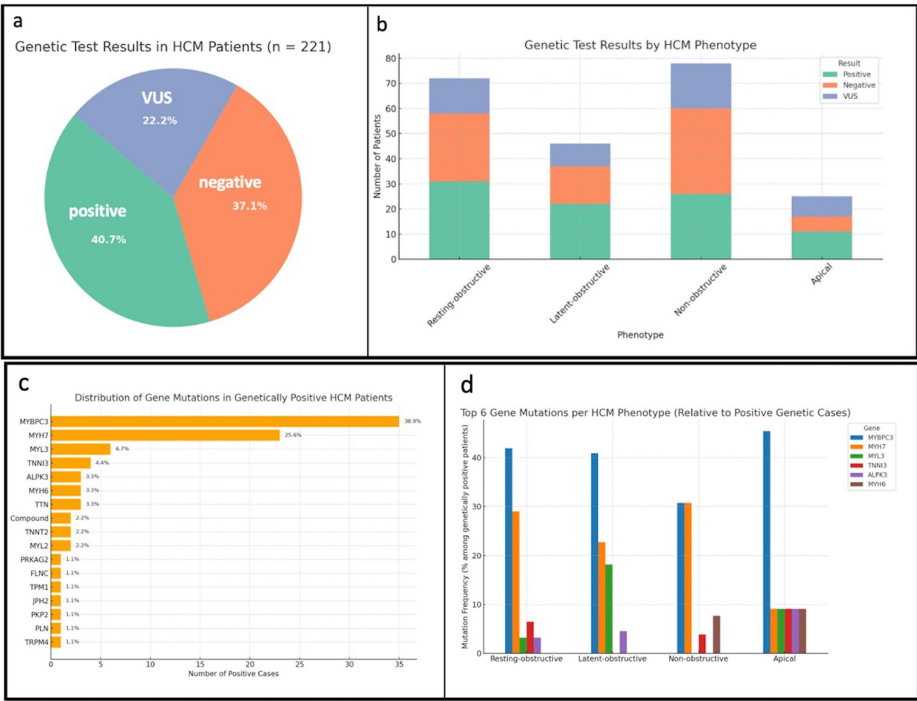 a
Genetic Test Results in HCM Patients (n = 221)
VUS
22.2%
negative
37.1%
positive
40.7%
b
Genetic Test Results by HCM Phenotype
Number of Patients
80
70
60
50
40
30
20
10
0
Result
Positive
Negative
VUS
Resting-obstructive
Latent-obstructive
Non-obstructive
Apical
Phenotype
c
Distribution of Gene Mutations in Genetically Positive HCM Patients
MYBPC3 38.9%
MYH7 25.6%
MYL3 6.7%
TNNI3 4.4%
ALPK3 3.3%
MYH6 3.3%
TTN 3.3%
Compound 2.2%
TNNT2 2.2%
MYL2 2.2%
PRKAG2 1.1%
FLNC 1.1%
TPM1 1.1%
JPH2 1.1%
PKP2 1.1%
PLN 1.1%
TRPM4 1.1%
0 5 10 15 20 25 30 35
Number of Positive Cases
d
Top 6 Gene Mutations per HCM Phenotype (Relative to Positive Genetic Cases)
Mutation Frequency (% among genetically positive patients)
40
30
20
10
0
Gene
MYBPC3
MYH7
MYL3
TNNI3
ALPK3
MYH6
Resting-obstructive Latent-obstructive Non-obstructive Apical